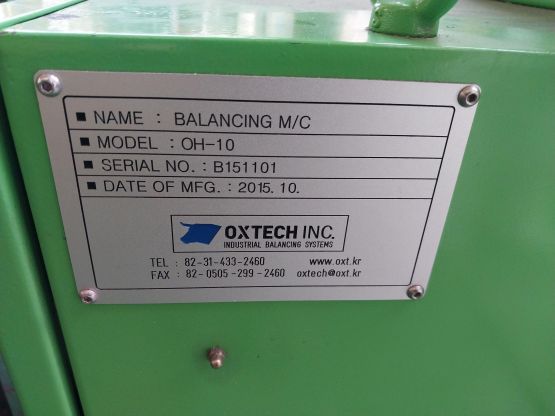 ■ NAME : BALANCING M/C
■ MODEL : OH-10
■ SERIAL NO. : B151101
■ DATE OF MFG. : 2015.10.
OXTECH INC.
INDUSTRIAL BALANCING SYSTEMS
TEL : 82-31-433-2460 www.oxt.kr
FAX : 82-0505-299-2460 oxtech@oxt.kr